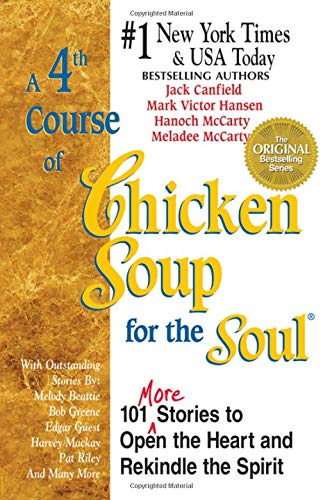 #1 New York Times
& USA Today
BESTSELLING AUTHORS
Jack Canfield
Mark Victor Hansen
Hanoch McCarty
Meladee McCarty
The
ORIGINAL
Bestselling
Series
A 4th
Course
of
Chicken
Soup
for the Soul®
With Outstanding
Stories By:
Melody Beattie
Bob Greene
Edgar Guest
Harvey Mackay
Pat Riley
And Many More
More
101 Stories to
Open the Heart and
Rekindle the Spirit